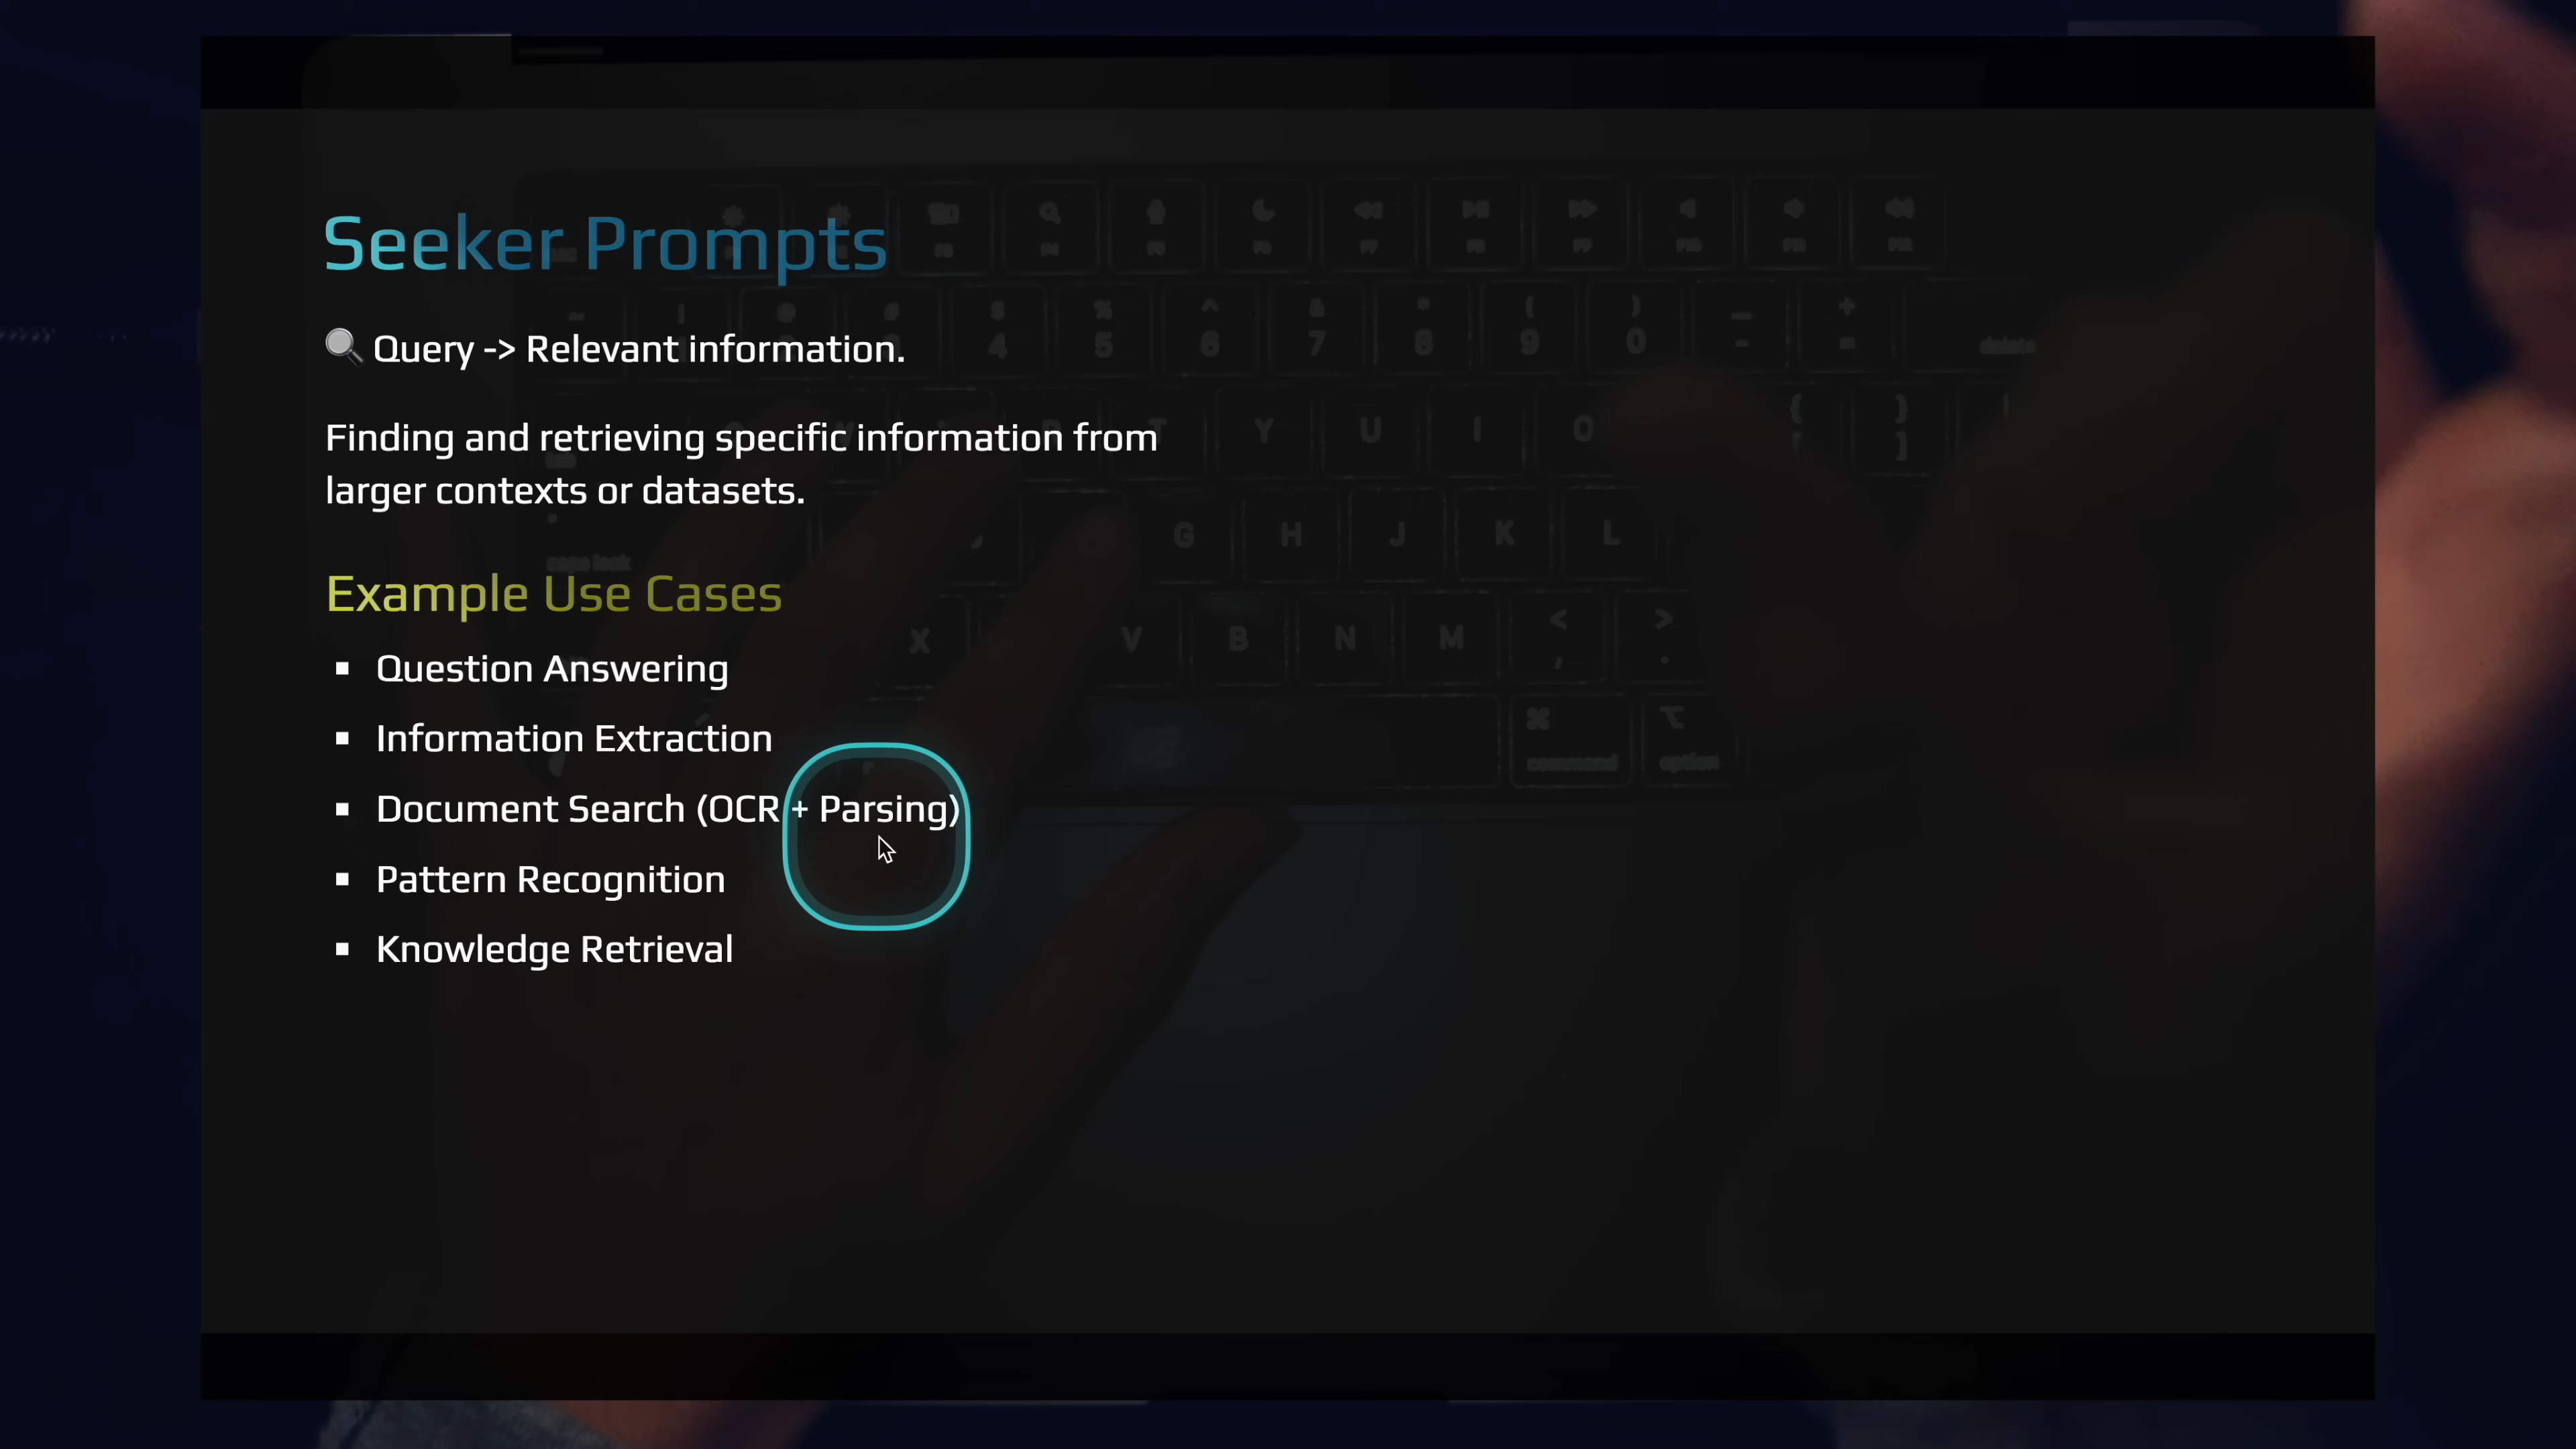 Seeker Prompts
🔍 Query -> Relevant information.
Finding and retrieving specific information from
larger contexts or datasets.
Example Use Cases
▪ Question Answering
▪ Information Extraction
▪ Document Search (OCR + Parsing)
▪ Pattern Recognition
▪ Knowledge Retrieval